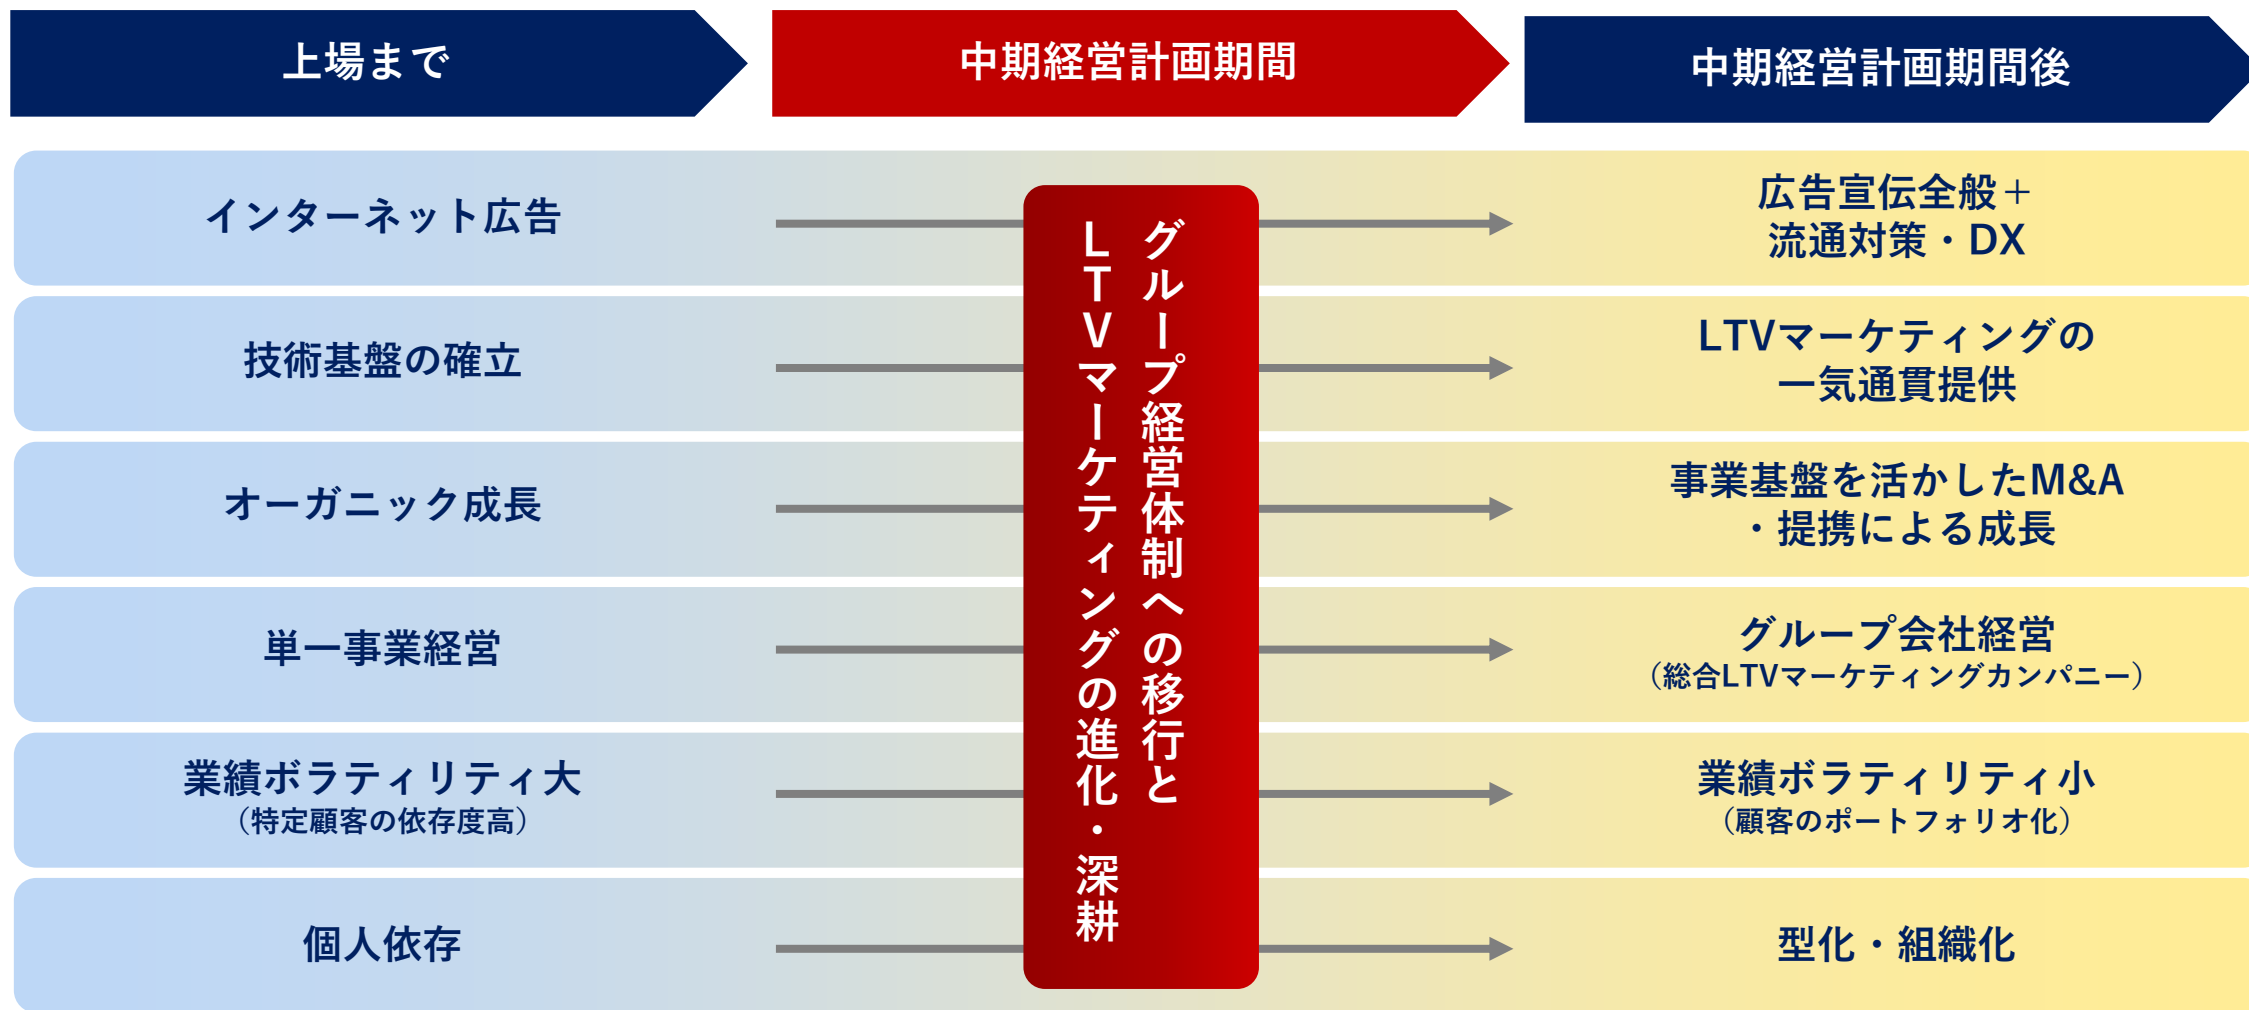 上場まで
中期経営計画期間
中期経営計画期間後
インターネット広告
広告宣伝全般＋
流通対策・DX
技術基盤の確立
LTVマーケティングの
一気通貫提供
オーガニック成長
事業基盤を活かしたM&A
・提携による成長
単一事業経営
グループ会社経営
（総合LTVマーケティングカンパニー）
業績ボラティリティ大
（特定顧客の依存度高）
業績ボラティリティ小
（顧客のポートフォリオ化）
個人依存
型化・組織化
グループ経営体制への移行と
LTVマーケティングの進化・深耕